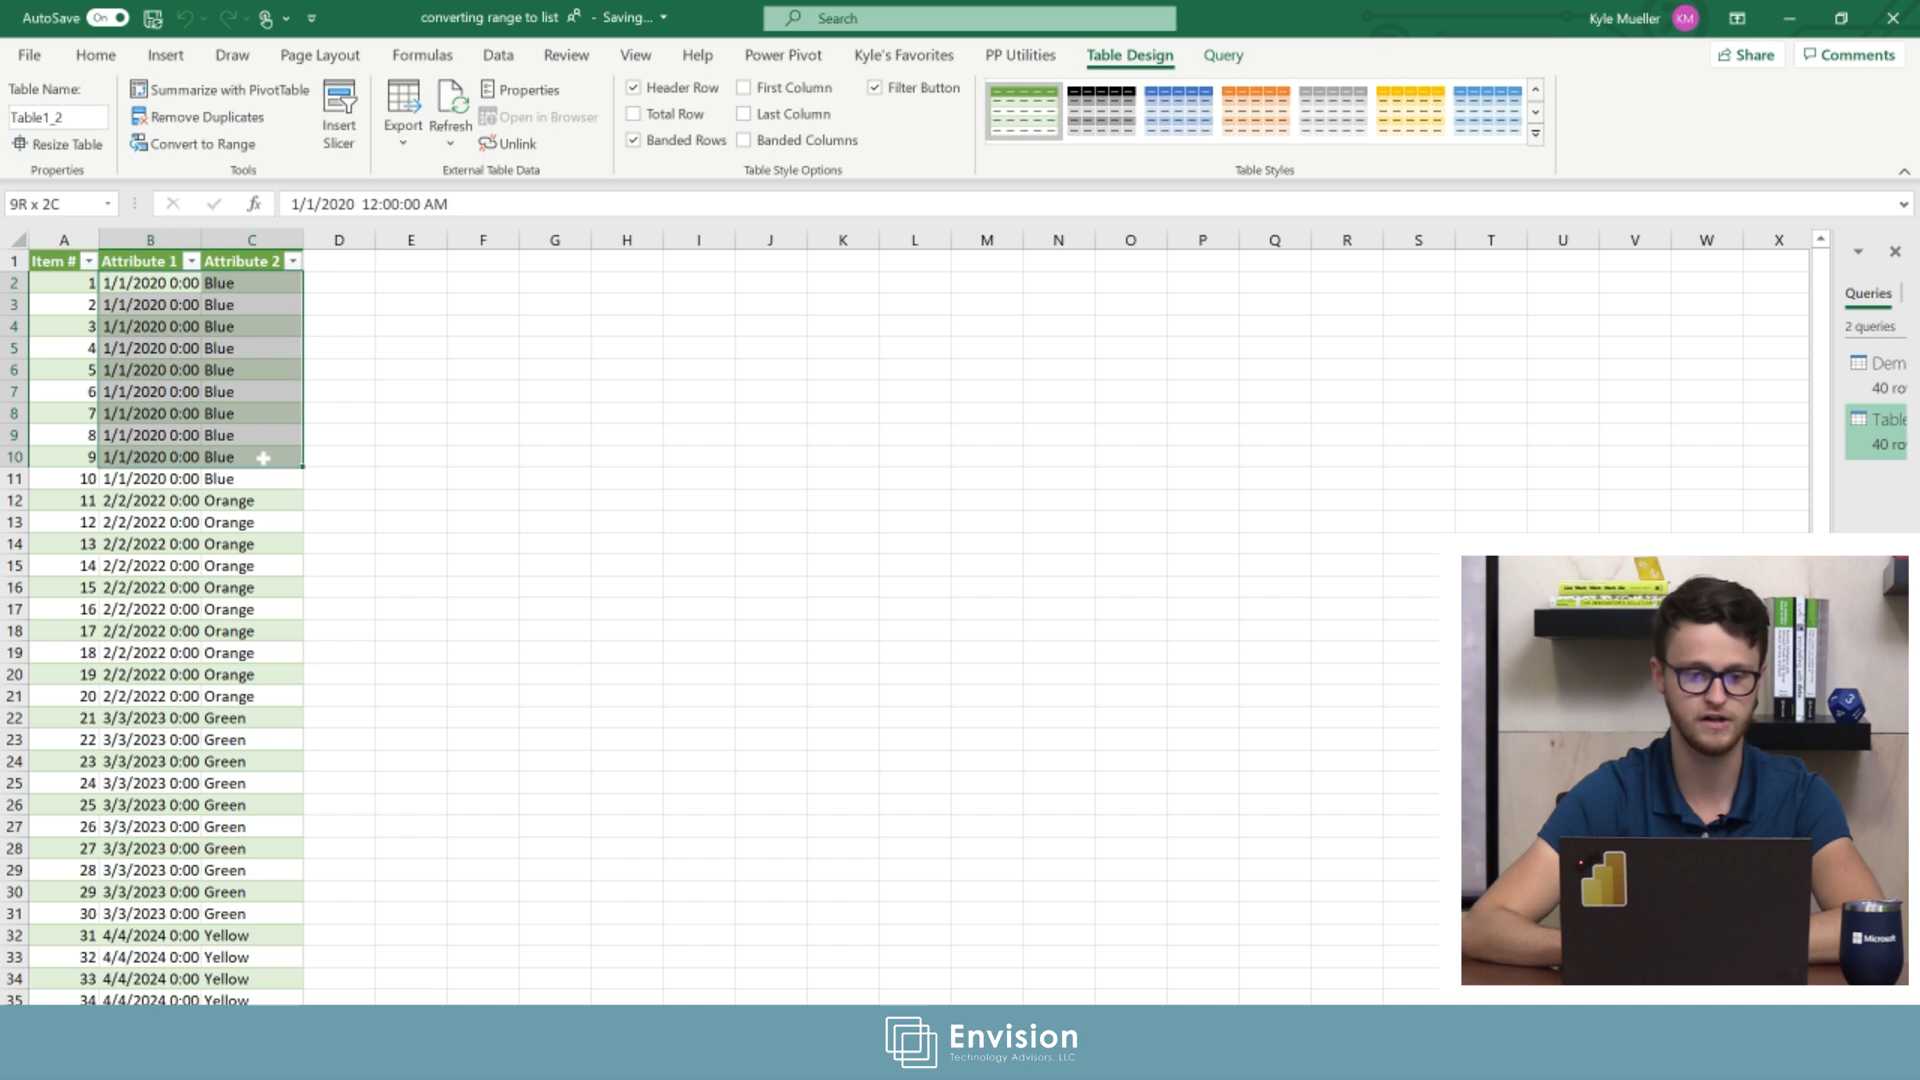 AutoSave On converting range to list - Saving... Search Kyle Mueller KM
File Home Insert Draw Page Layout Formulas Data Review View Help Power Pivot Kyle's Favorites PP Utilities Table Design Query Share Comments
Table Name:
Table1_2
Resize Table
Properties
Summarize with PivotTable
Remove Duplicates
Convert to Range
Insert
Slicer
Tools
Export
Refresh
Properties
Open in Browser
Unlink
External Table Data
Header Row
Total Row
Banded Rows
First Column
Last Column
Banded Columns
Filter Button
Table Style Options
Table Styles
9R x 2C fx 1/1/2020 12:00:00 AM
A B C D E F G H I J K L M N O P Q R S T U V W X
1 Item # Attribute 1 Attribute 2
2 1 1/1/2020 0:00 Blue
3 2 1/1/2020 0:00 Blue
4 3 1/1/2020 0:00 Blue
5 4 1/1/2020 0:00 Blue
6 5 1/1/2020 0:00 Blue
7 6 1/1/2020 0:00 Blue
8 7 1/1/2020 0:00 Blue
9 8 1/1/2020 0:00 Blue
10 9 1/1/2020 0:00 Blue
11 10 1/1/2020 0:00 Blue
12 11 2/2/2022 0:00 Orange
13 12 2/2/2022 0:00 Orange
14 13 2/2/2022 0:00 Orange
15 14 2/2/2022 0:00 Orange
16 15 2/2/2022 0:00 Orange
17 16 2/2/2022 0:00 Orange
18 17 2/2/2022 0:00 Orange
19 18 2/2/2022 0:00 Orange
20 19 2/2/2022 0:00 Orange
21 20 2/2/2022 0:00 Orange
22 21 3/3/2023 0:00 Green
23 22 3/3/2023 0:00 Green
24 23 3/3/2023 0:00 Green
25 24 3/3/2023 0:00 Green
26 25 3/3/2023 0:00 Green
27 26 3/3/2023 0:00 Green
28 27 3/3/2023 0:00 Green
29 28 3/3/2023 0:00 Green
30 29 3/3/2023 0:00 Green
31 30 3/3/2023 0:00 Green
32 31 4/4/2024 0:00 Yellow
33 32 4/4/2024 0:00 Yellow
34 33 4/4/2024 0:00 Yellow
35 34 4/4/2024 0:00 Yellow
Queries
2 queries
Dem
40 ro
Table
40 ro
Microsoft
Envision
Technology Advisors, LLC